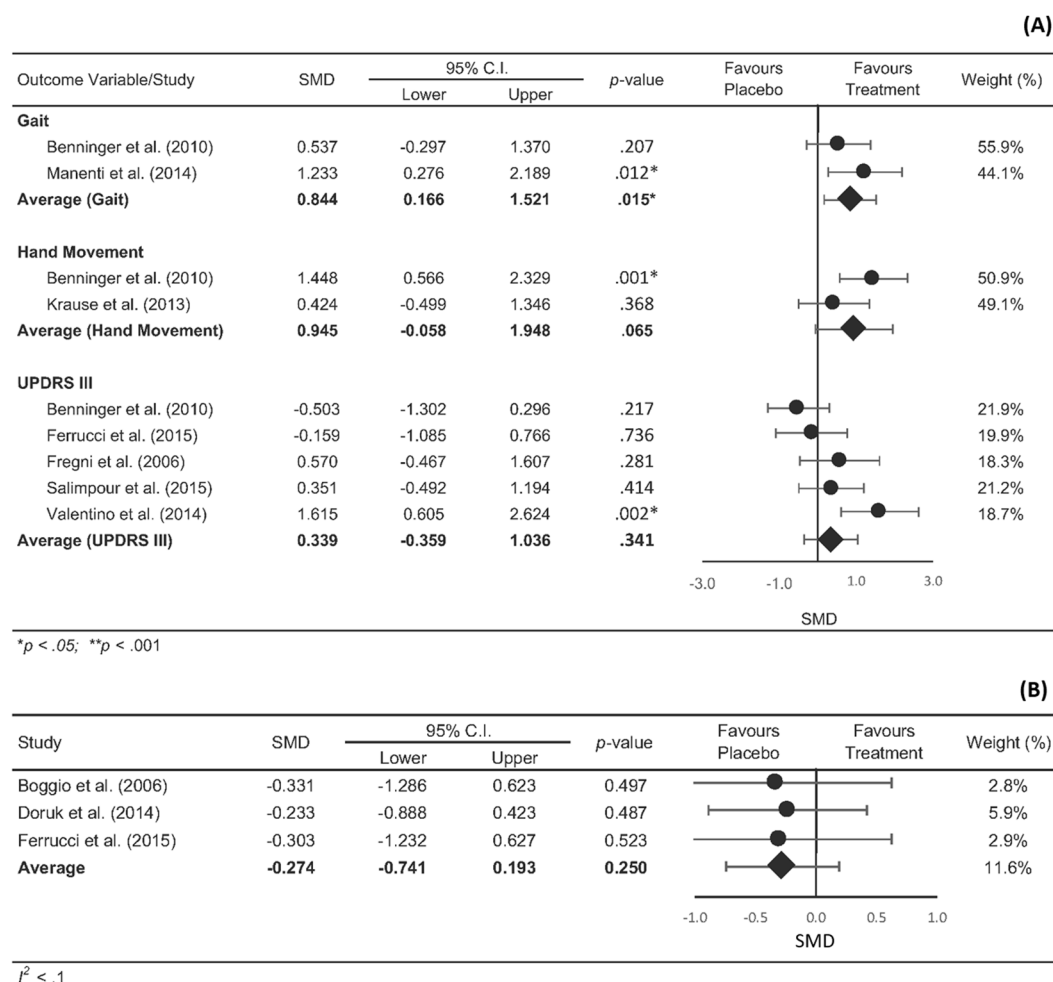 (A)
Outcome Variable/Study SMD 95% C.I. p-value Favours Placebo Favours Treatment Weight (%)
Lower Upper
Gait
Benninger et al. (2010) 0.537 -0.297 1.370 .207 55.9%
Manenti et al. (2014) 1.233 0.276 2.189 .012* 44.1%
Average (Gait) 0.844 0.166 1.521 .015*
Hand Movement
Benninger et al. (2010) 1.448 0.566 2.329 .001* 50.9%
Krause et al. (2013) 0.424 -0.499 1.346 .368 49.1%
Average (Hand Movement) 0.945 -0.058 1.948 .065
UPDRS III
Benninger et al. (2010) -0.503 -1.302 0.296 .217 21.9%
Ferrucci et al. (2015) -0.159 -1.085 0.766 .736 19.9%
Fregni et al. (2006) 0.570 -0.467 1.607 .281 18.3%
Salimpour et al. (2015) 0.351 -0.492 1.194 .414 21.2%
Valentino et al. (2014) 1.615 0.605 2.624 .002* 18.7%
Average (UPDRS III) 0.339 -0.359 1.036 .341
-3.0 -1.0 1.0 3.0
SMD
*p < .05; **p < .001
(B)
Study SMD 95% C.I. p-value Favours Placebo Favours Treatment Weight (%)
Lower Upper
Boggio et al. (2006) -0.331 -1.286 0.623 0.497 2.8%
Doruk et al. (2014) -0.233 -0.888 0.423 0.487 5.9%
Ferrucci et al. (2015) -0.303 -1.232 0.627 0.523 2.9%
Average -0.274 -0.741 0.193 0.250 11.6%
-1.0 -0.5 0.0 0.5 1.0
SMD
I² < .1